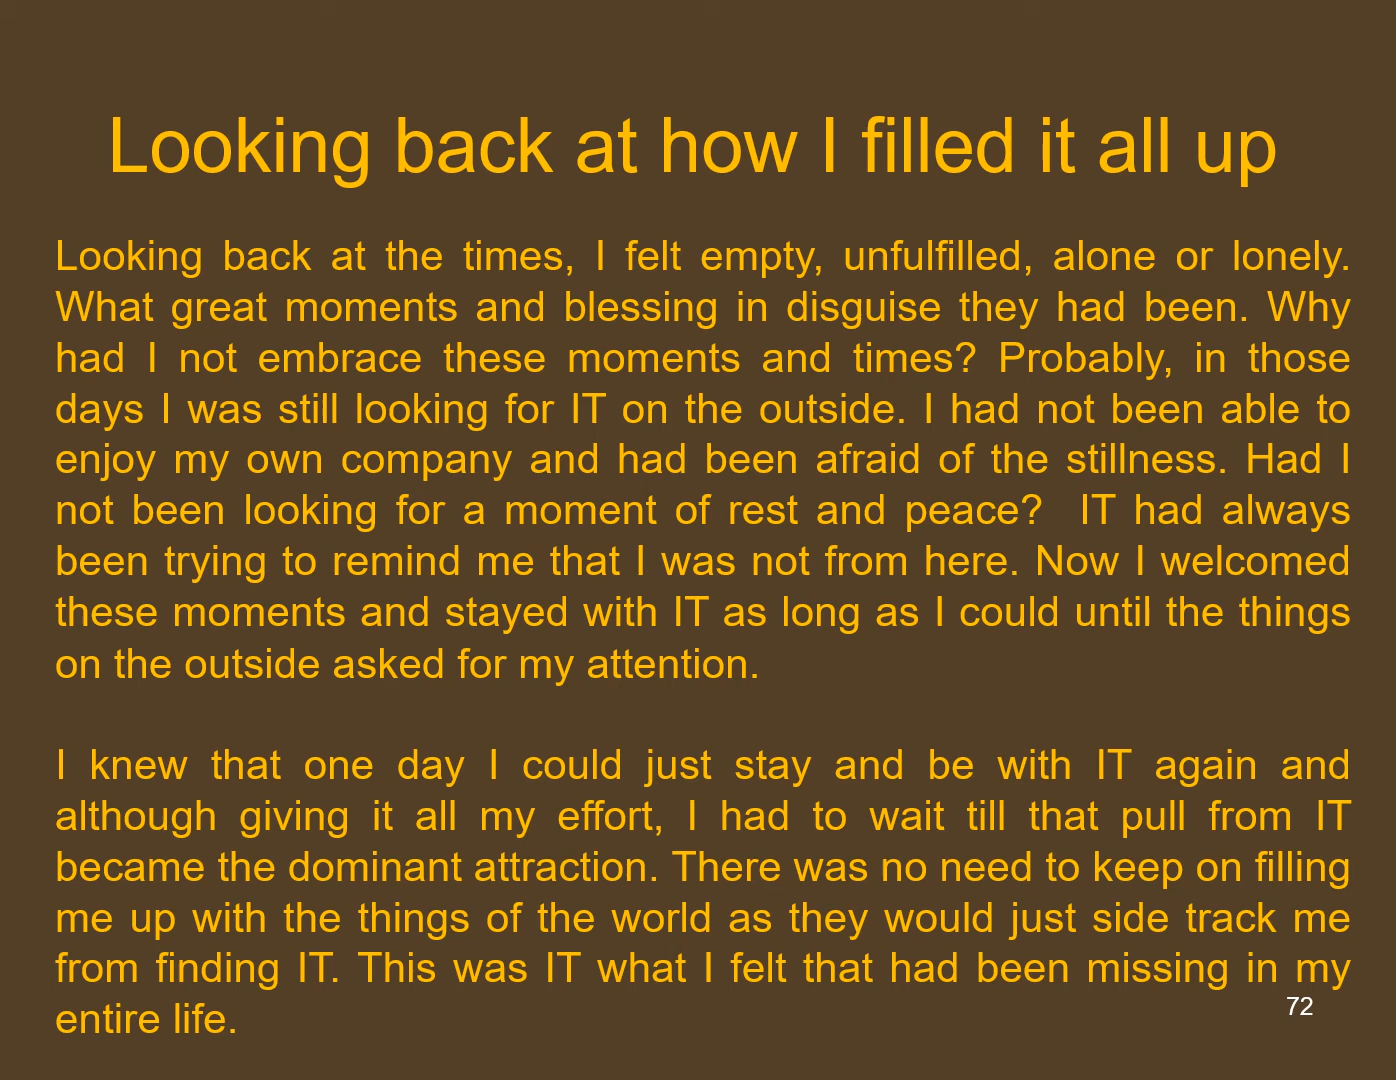 Looking back at how I filled it all up
Looking back at the times, I felt empty, unfulfilled, alone or lonely.
What great moments and blessing in disguise they had been. Why
had I not embrace these moments and times? Probably, in those
days I was still looking for IT on the outside. I had not been able to
enjoy my own company and had been afraid of the stillness. Had I
not been looking for a moment of rest and peace?  IT had always
been trying to remind me that I was not from here. Now I welcomed
these moments and stayed with IT as long as I could until the things
on the outside asked for my attention.
I knew that one day I could just stay and be with IT again and
although giving it all my effort, I had to wait till that pull from IT
became the dominant attraction. There was no need to keep on filling
me up with the things of the world as they would just side track me
from finding IT. This was IT what I felt that had been missing in my
entire life.
72